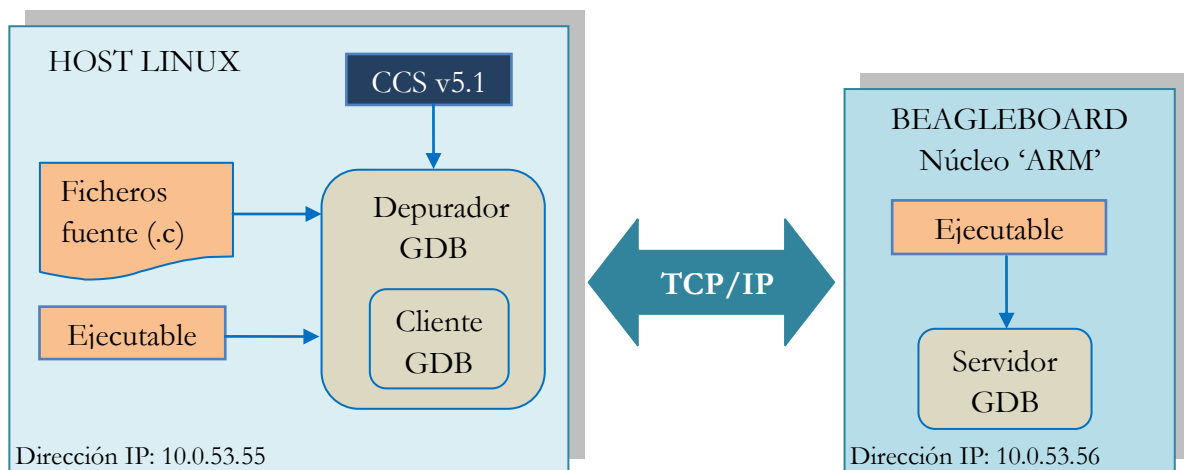 HOST LINUX
CCS v5.1
Ficheros
fuente (.c)
Depurador
GDB
Ejecutable
Cliente
GDB
Dirección IP: 10.0.53.55
TCP/IP
BEAGLEBOARD
Núcleo ‘ARM’
Ejecutable
Servidor
GDB
Dirección IP: 10.0.53.56